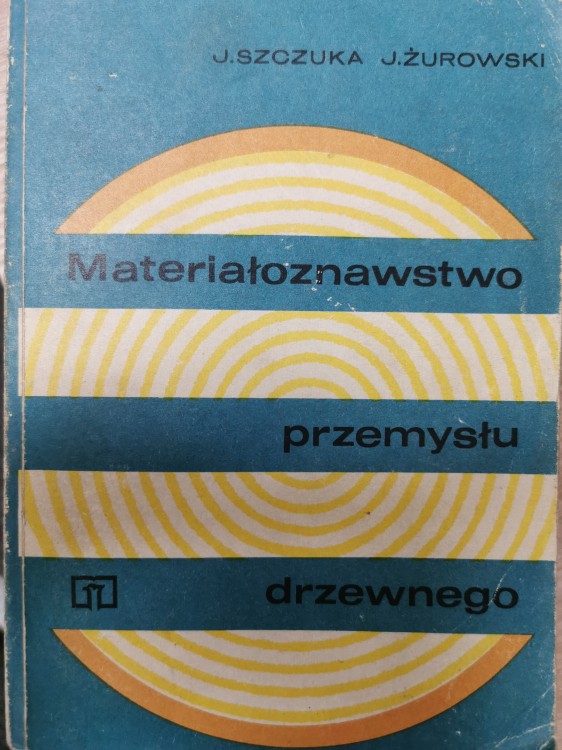 J.SZCZUKA J.ŻUROWSKI
Materiałoznawstwo
przemysłu
drzewnego